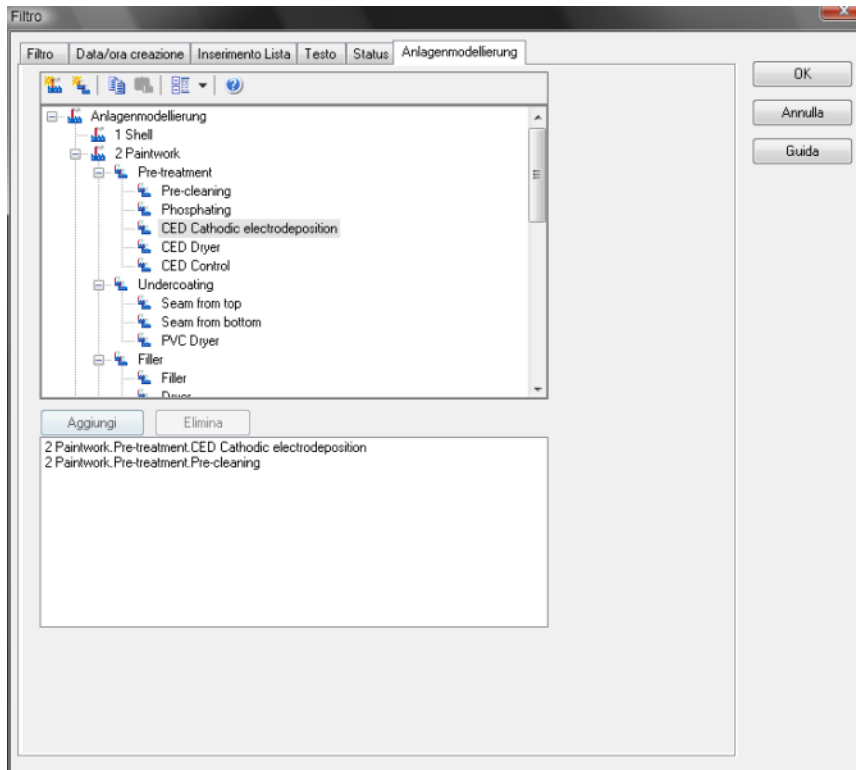 Filtro
Filtro Data/ora creazione Inserimento Lista Testo Status Anlagenmodellierung
OK
Annulla
Guida
Anlagenmodellierung
1 Shell
2 Paintwork
Pre-treatment
Pre-cleaning
Phosphating
CED Cathodic electrodeposition
CED Dryer
CED Control
Undercoating
Seam from top
Seam from bottom
PVC Dryer
Filler
Filler
Dryer
Aggiungi Elimina
2 Paintwork.Pre-treatment.CED Cathodic electrodeposition
2 Paintwork.Pre-treatment.Pre-cleaning